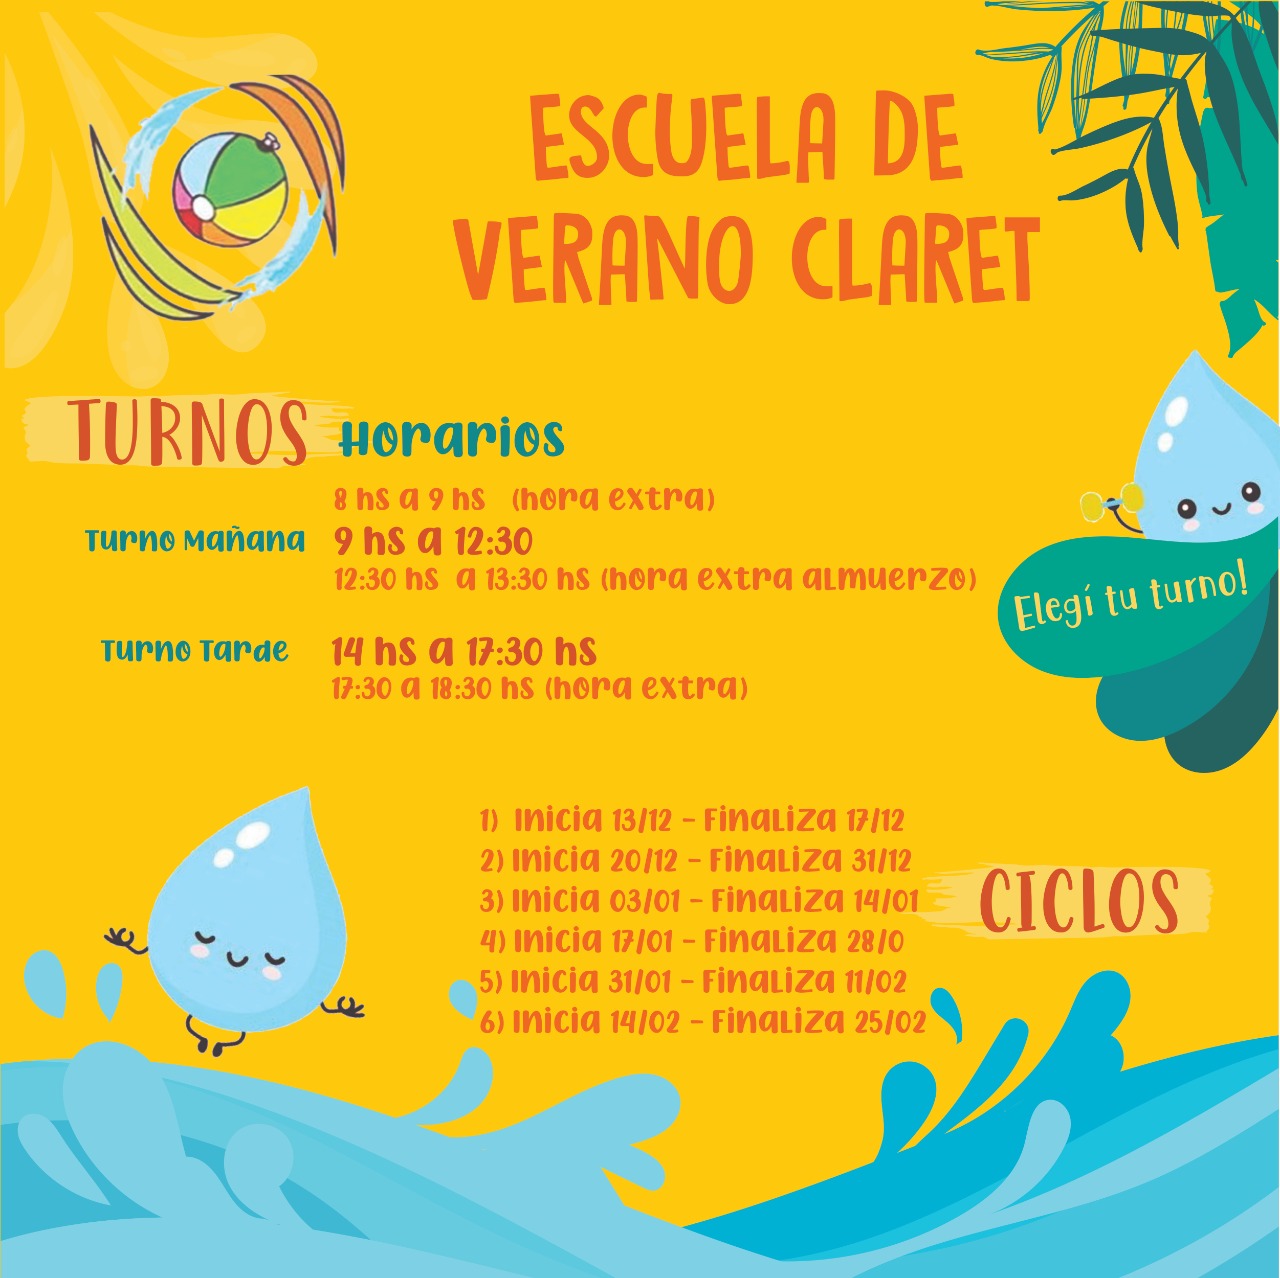 ESCUELA DE
VERANO CLARET
TURNOS Horarios
8 hs a 9 hs (hora extra)
Turno Mañana 9 hs a 12:30
12:30 hs a 13:30 hs (hora extra almuerzo)
Elegí tu turno!
Turno Tarde 14 hs a 17:30 hs
17:30 a 18:30 hs (hora extra)
1) Inicia 13/12 - Finaliza 17/12
2) Inicia 20/12 - Finaliza 31/12
3) Inicia 03/01 - Finaliza 14/01
CICLOS
4) Inicia 17/01 - Finaliza 28/0
5) Inicia 31/01 - Finaliza 11/02
6) Inicia 14/02 - Finaliza 25/02